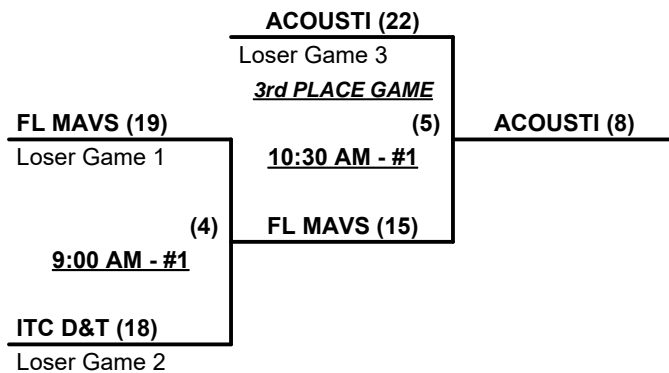 ACOUSTI (22)
Loser Game 3
3rd PLACE GAME
FL MAVS (19)
(5)
ACOUSTI (8)
Loser Game 1
10:30 AM - #1
(4)
FL MAVS (15)
9:00 AM - #1
ITC D&T (18)
Loser Game 2